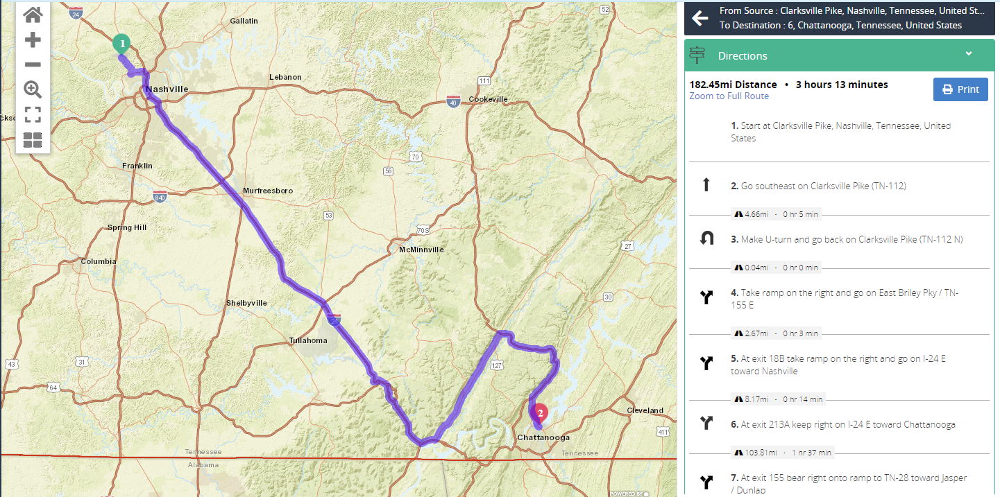 24
Gallatin
52
1
Lebanon
111
Nashville
40
Cookeville
70
Franklin
56
Murfreesboro
840
53
Spring Hill
70S
27
McMinnville
Columbia
30
Shelbyville
24
Tullahoma
43
31
127
64
2
Cleveland
411
Chattanooga
Tennessee
Tennessee
Alabama
POWERED BY
From Source : Clarksville Pike, Nashville, Tennessee, United St...
To Destination : 6, Chattanooga, Tennessee, United States
Directions
182.45mi Distance • 3 hours 13 minutes
Zoom to Full Route
Print
1. Start at Clarksville Pike, Nashville, Tennessee, United
States
2. Go southeast on Clarksville Pike (TN-112)
4.66mi · 0 hr 5 min
3. Make U-turn and go back on Clarksville Pike (TN-112 N)
0.04mi · 0 hr 0 min
4. Take ramp on the right and go on East Briley Pky / TN-
155 E
2.67mi · 0 hr 3 min
5. At exit 18B take ramp on the right and go on I-24 E
toward Nashville
8.17mi · 0 hr 14 min
6. At exit 213A keep right on I-24 E toward Chattanooga
103.81mi · 1 hr 37 min
7. At exit 155 bear right onto ramp to TN-28 toward Jasper
/ Dunlap